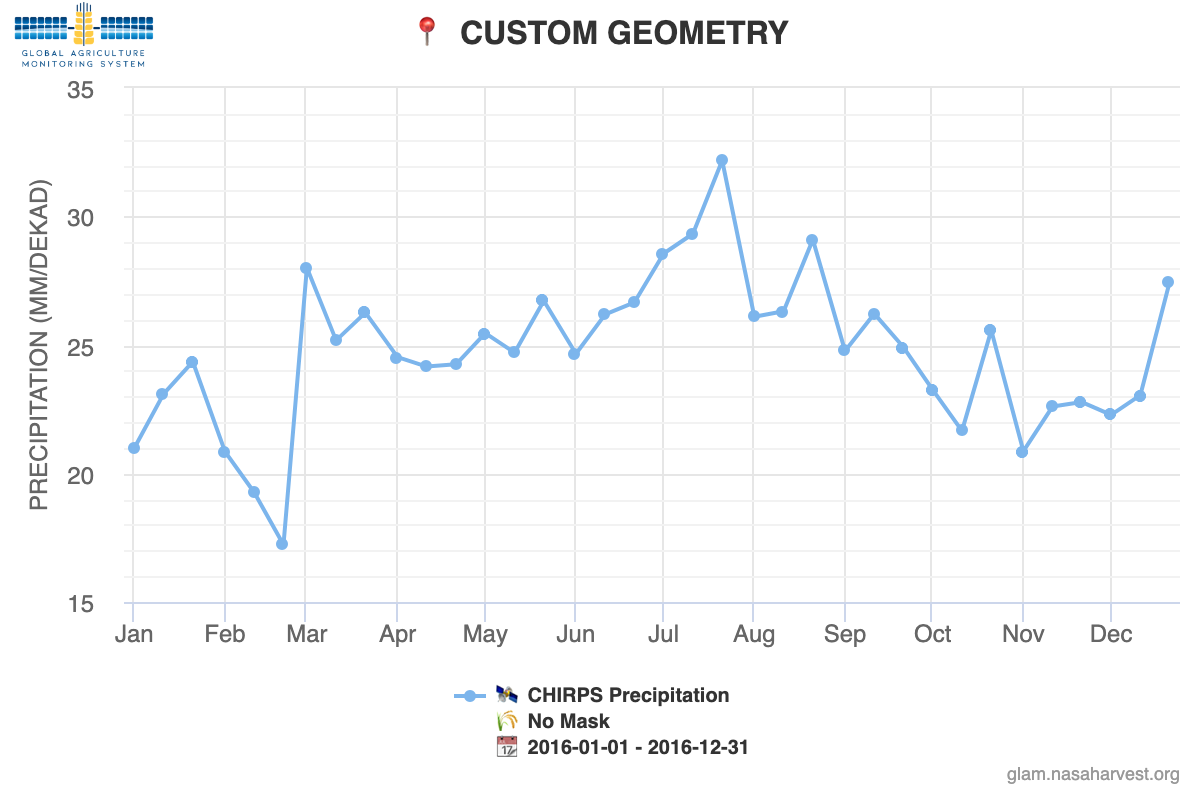 GLOBAL AGRICULTURE
MONITORING SYSTEM
CUSTOM GEOMETRY
PRECIPITATION (MM/DEKAD)
35
30
25
20
15
Jan Feb Mar Apr May Jun Jul Aug Sep Oct Nov Dec
CHIRPS Precipitation
No Mask
17
2016-01-01 - 2016-12-31
glam.nasaharvest.org